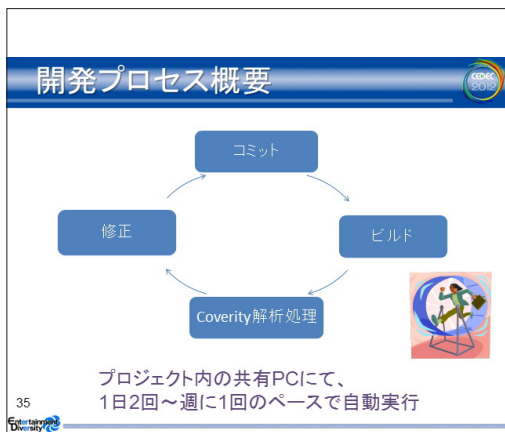 開発プロセス概要
CEDEC
2012
コミット
修正
ビルド
Coverity解析処理
プロジェクト内の共有PCにて、
1日2回～週に1回のペースで自動実行
35
Entertainment
Diversity